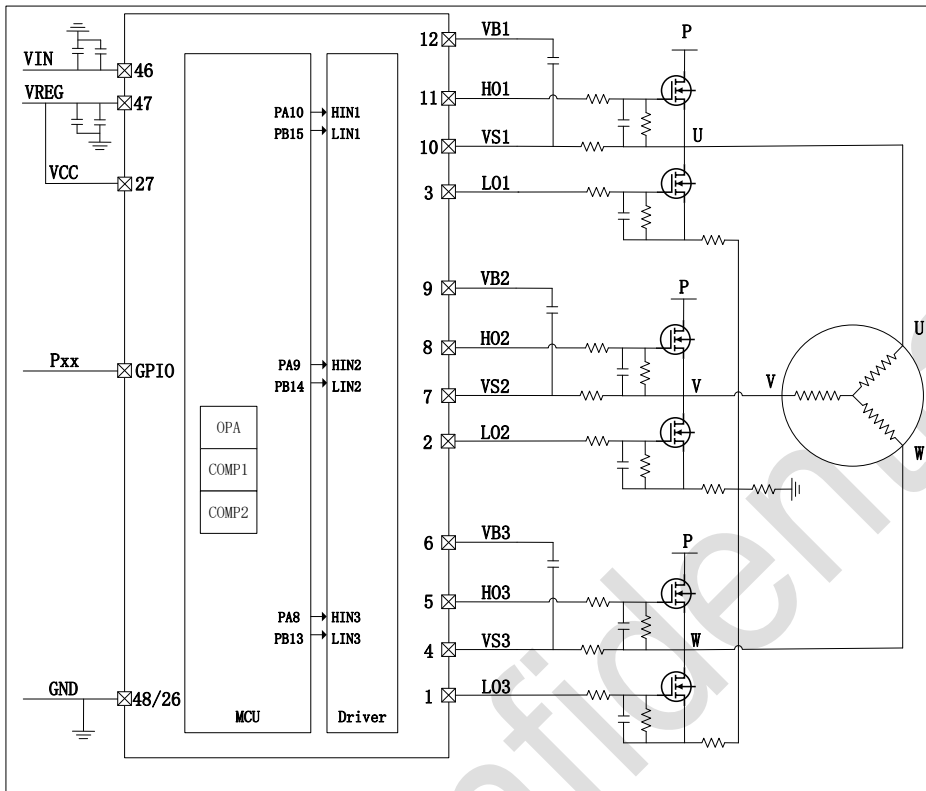 VIN
46
VREG
47
VCC
27
Pxx
GPIO
GND
48/26
PA10
HIN1
PB15
LIN1
PA9
HIN2
PB14
LIN2
OPA
COMP1
COMP2
PA8
HIN3
PB13
LIN3
MCU
Driver
12
VB1
11
HO1
10
VS1
3
LO1
P
U
9
VB2
8
HO2
7
VS2
2
LO2
P
V
6
VB3
5
HO3
4
VS3
1
LO3
P
W
U
V
W